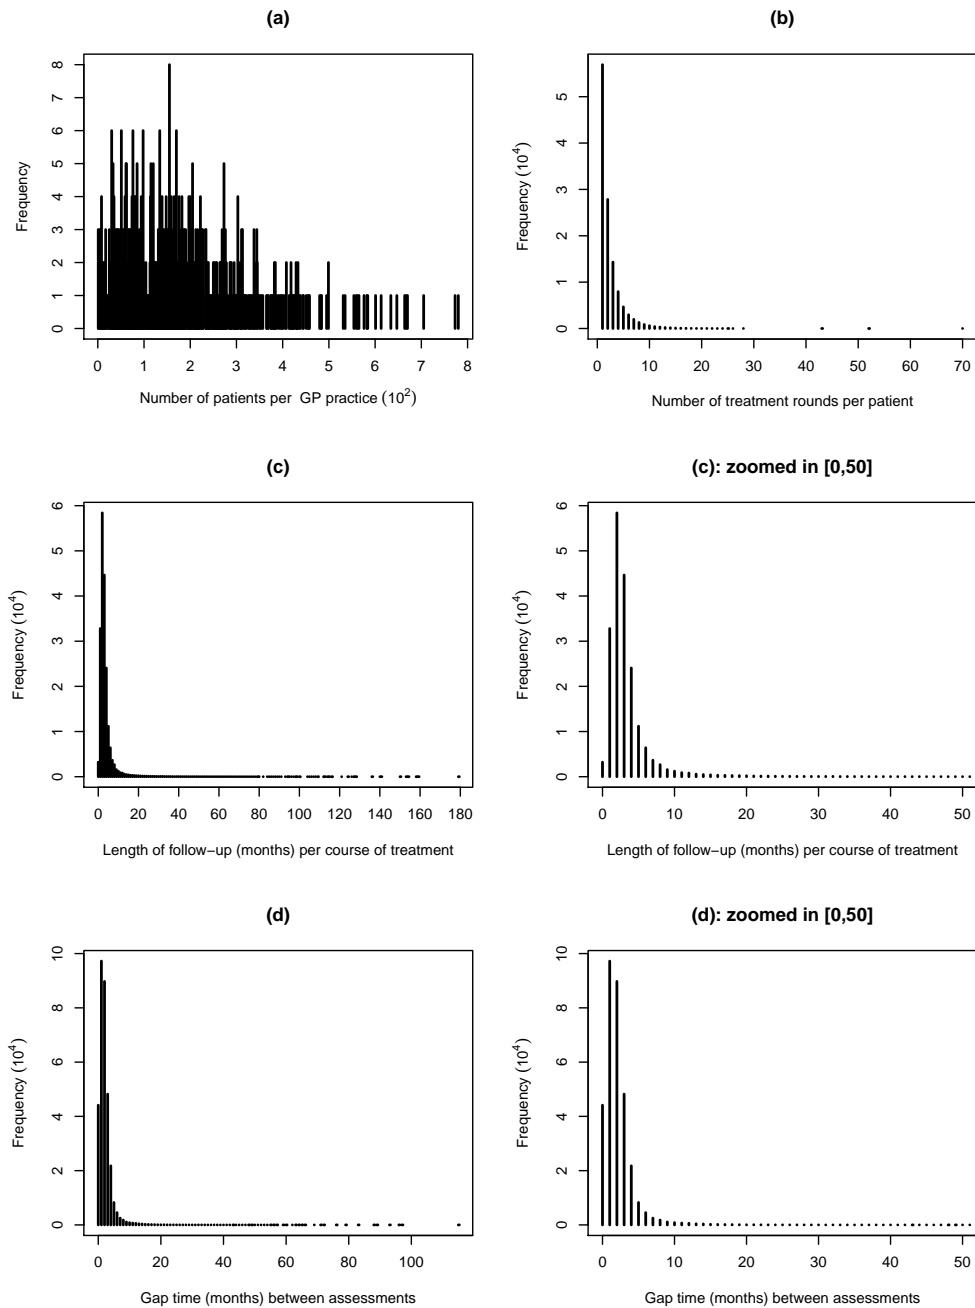 (a)
Frequency
8
7
6
5
4
3
2
1
0
0 1 2 3 4 5 6 7 8
Number of patients per GP practice (10²)
(b)
Frequency (10⁴)
5
4
3
2
1
0
0 10 20 30 40 50 60 70
Number of treatment rounds per patient
(c)
Frequency (10⁴)
6
5
4
3
2
1
0
0 20 40 60 80 100 120 140 160 180
Length of follow−up (months) per course of treatment
(c): zoomed in [0,50]
Frequency (10⁴)
6
5
4
3
2
1
0
0 10 20 30 40 50
Length of follow−up (months) per course of treatment
(d)
Frequency (10⁴)
10
8
6
4
2
0
0 20 40 60 80 100
Gap time (months) between assessments
(d): zoomed in [0,50]
Frequency (10⁴)
10
8
6
4
2
0
0 10 20 30 40 50
Gap time (months) between assessments